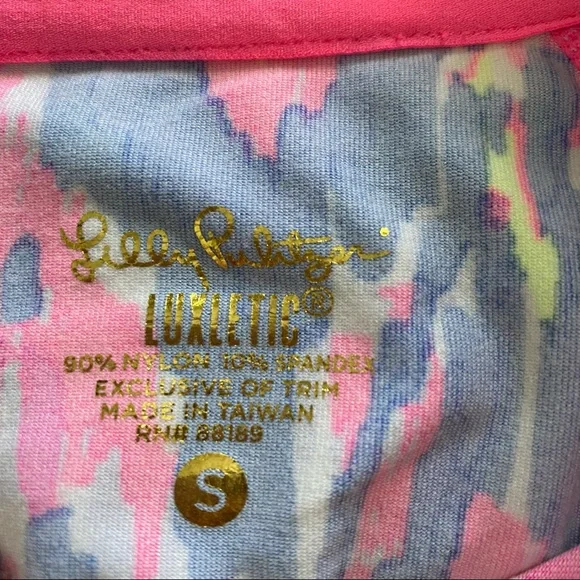 Lilly Pulitzer
LUXLETIC®
90% NYLON 10% SPANDEX
EXCLUSIVE OF TRIM
MADE IN TAIWAN
RN# 88189
S